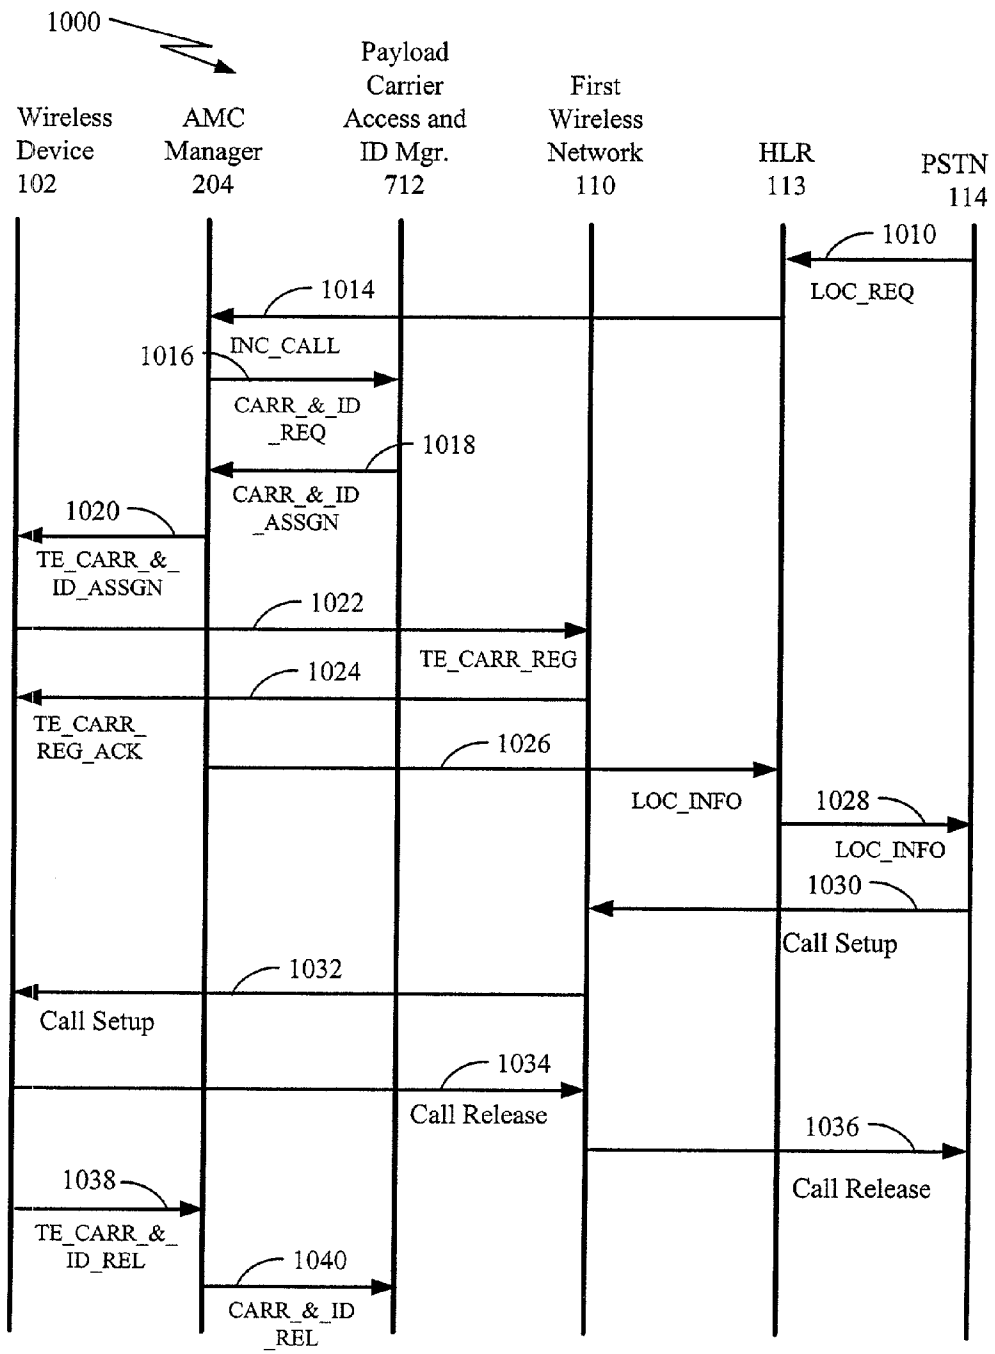 1000
Wireless
Device
102
AMC
Manager
204
Payload
Carrier
Access and
ID Mgr.
712
First
Wireless
Network
110
HLR
113
PSTN
114
1010
LOC_REQ
1014
INC_CALL
1016
CARR_&_ID
_REQ
1018
CARR_&_ID
_ASSGN
1020
TE_CARR_&_
ID_ASSGN
1022
TE_CARR_REG
1024
TE_CARR_
REG_ACK
1026
LOC_INFO
1028
LOC_INFO
1030
Call Setup
1032
Call Setup
1034
Call Release
1036
Call Release
1038
TE_CARR_&_
ID_REL
1040
CARR_&_ID
_REL